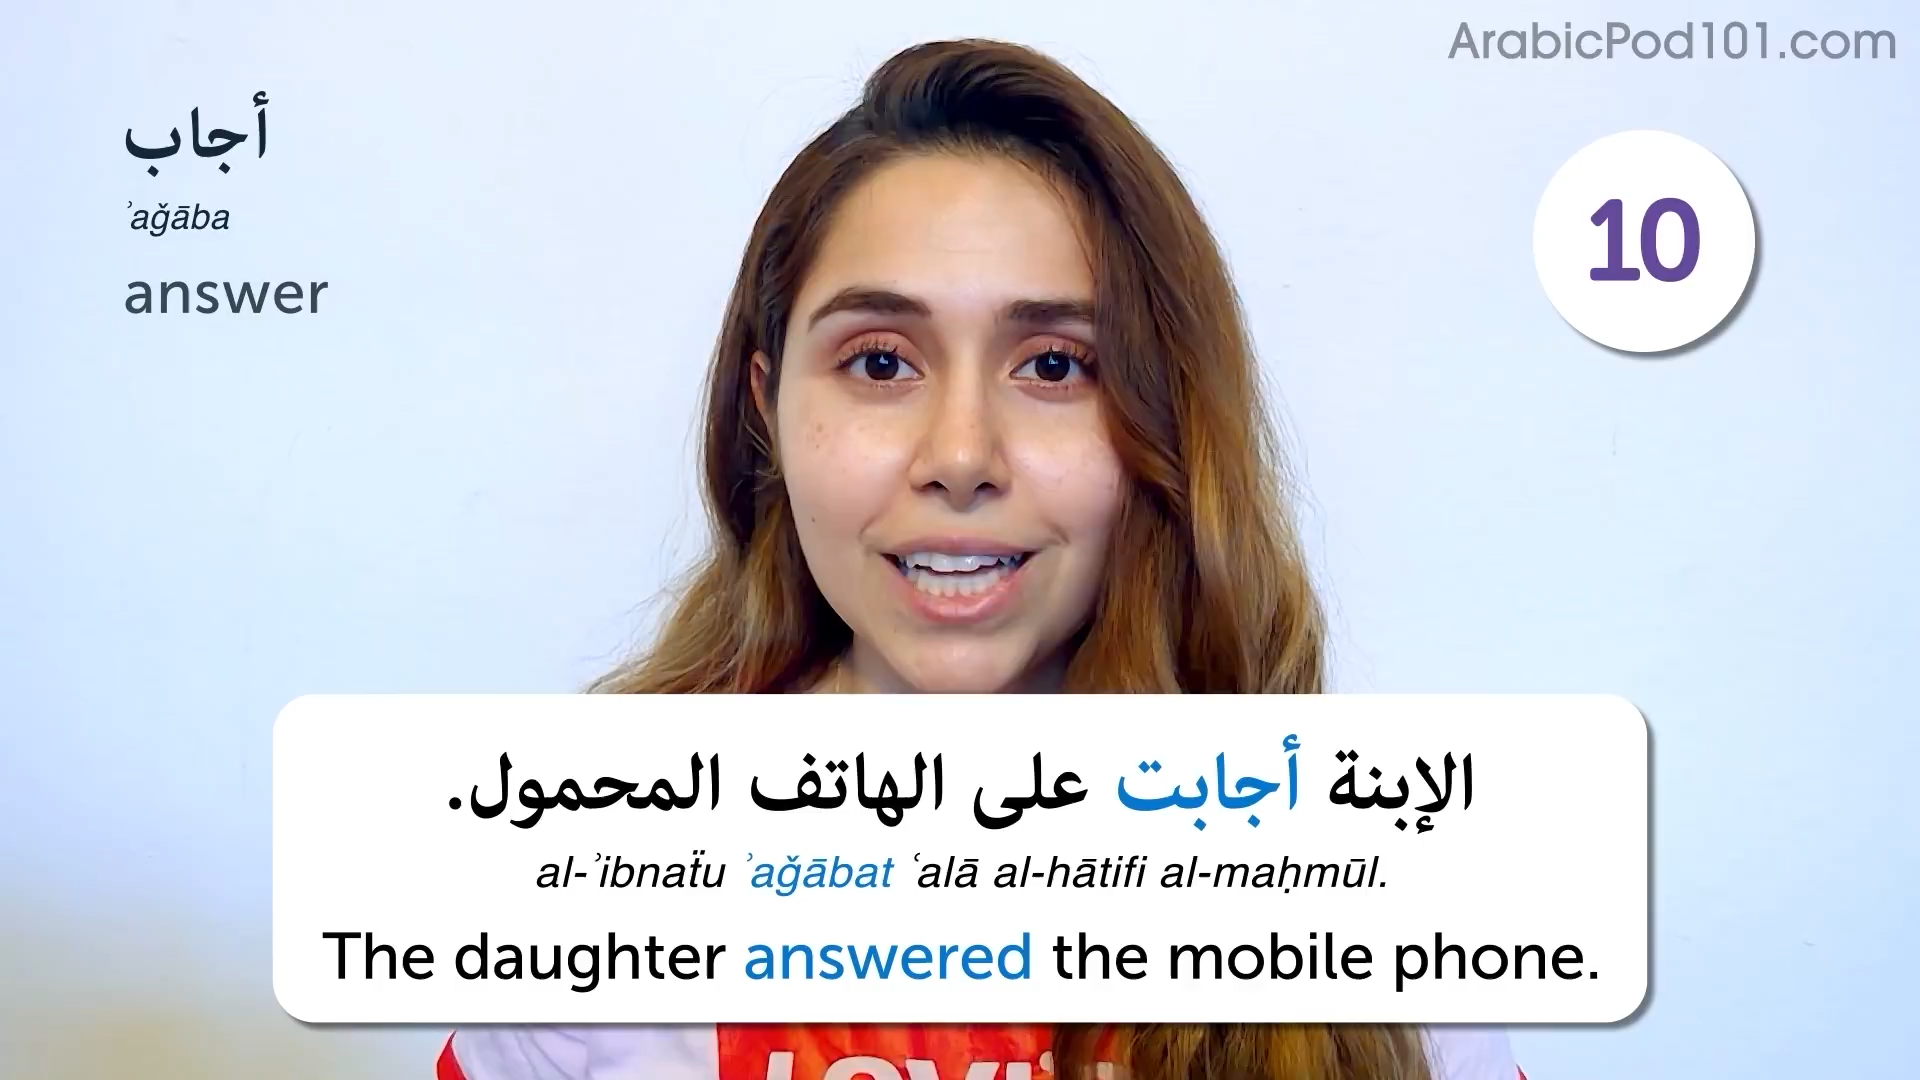 ArabicPod101.com
أجاب
ʾaǧāba
answer
10
الإبنة أجابت على الهاتف المحمول.
al-ʾibnaẗu ʾaǧābat ʿalā al-hātifi al-maḥmūl.
The daughter answered the mobile phone.